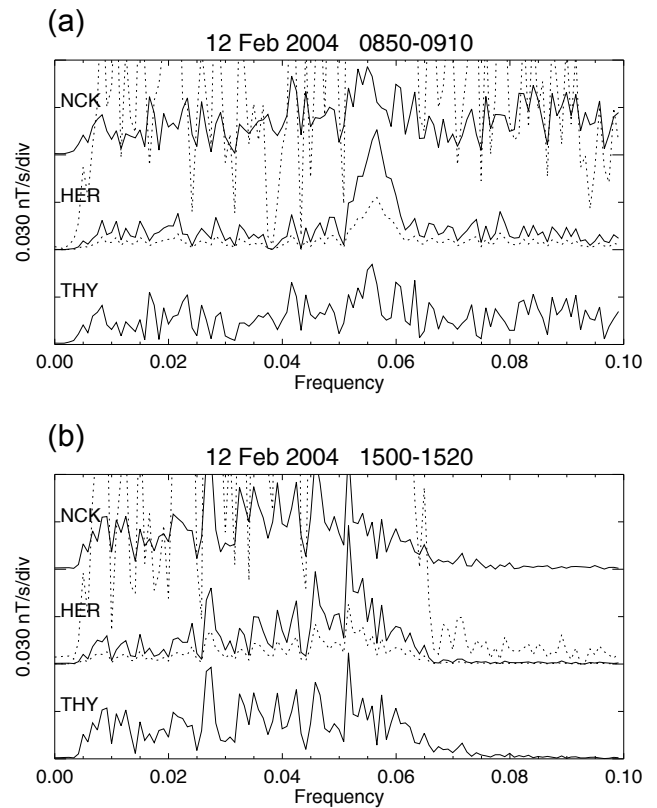 (a)
12 Feb 2004 0850-0910
NCK
HER
THY
0.030 nT/s/div
0.00 0.02 0.04 0.06 0.08 0.10
Frequency
(b)
12 Feb 2004 1500-1520
NCK
HER
THY
0.030 nT/s/div
0.00 0.02 0.04 0.06 0.08 0.10
Frequency